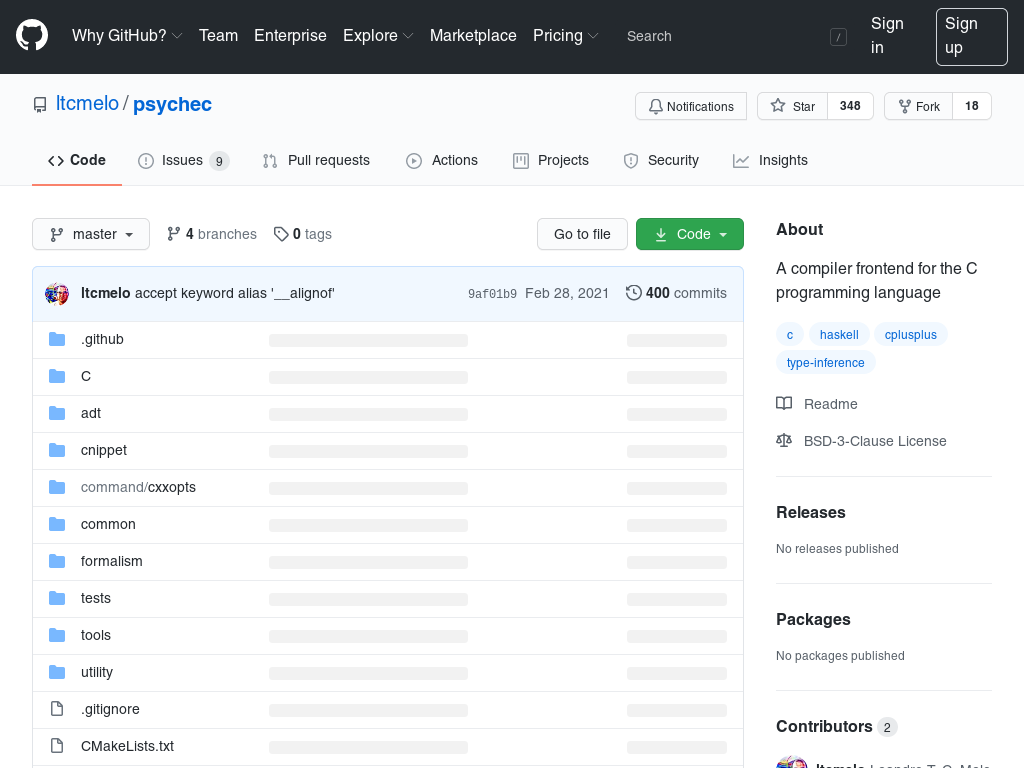 Why GitHub? Team Enterprise Explore Marketplace Pricing Search / Sign in Sign up
ltcmelo / psychec
Notifications Star 348 Fork 18
Code Issues 9 Pull requests Actions Projects Security Insights
master 4 branches 0 tags Go to file Code
ltcmelo accept keyword alias '__alignof' 9af01b9 Feb 28, 2021 400 commits
.github
C
adt
cnippet
command/cxxopts
common
formalism
tests
tools
utility
.gitignore
CMakeLists.txt
About
A compiler frontend for the C
programming language
c haskell cplusplus
type-inference
Readme
BSD-3-Clause License
Releases
No releases published
Packages
No packages published
Contributors 2
ltcmelo Leandro T. C. Melo